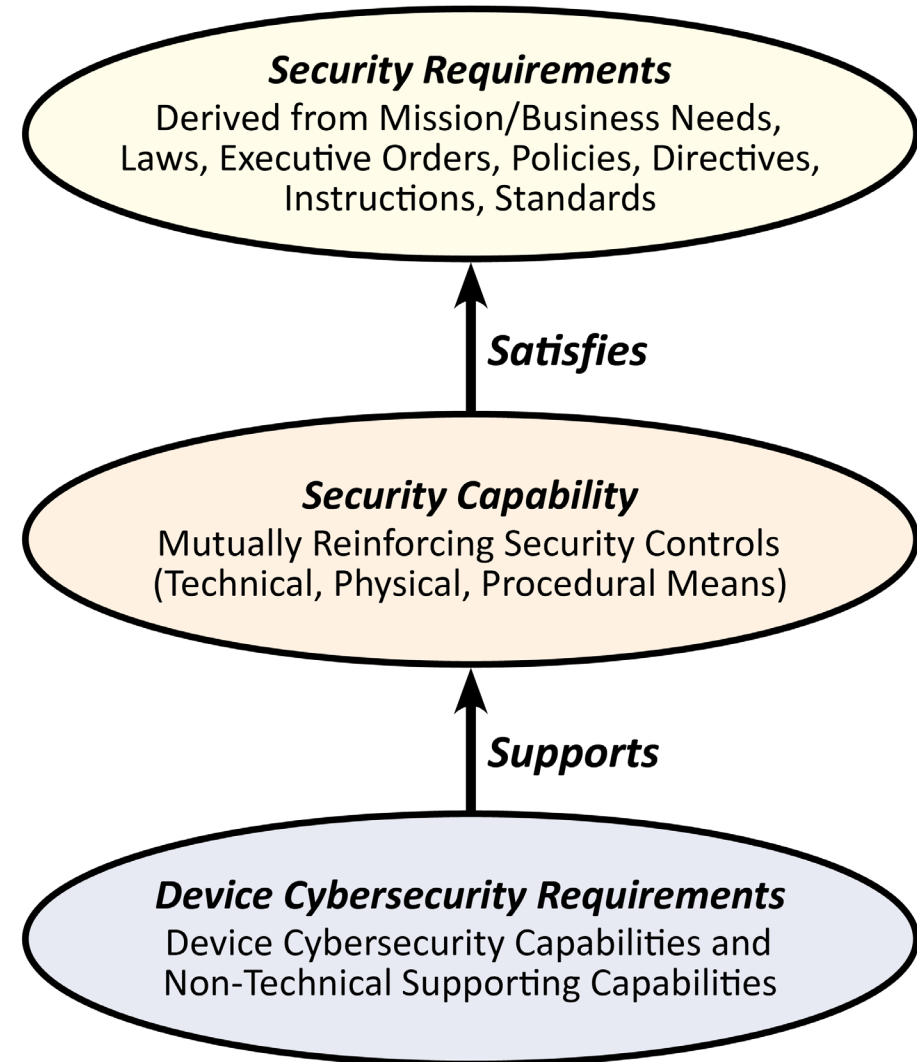 Security Requirements
Derived from Mission/Business Needs,
Laws, Executive Orders, Policies, Directives,
Instructions, Standards
Satisfies
Security Capability
Mutually Reinforcing Security Controls
(Technical, Physical, Procedural Means)
Supports
Device Cybersecurity Requirements
Device Cybersecurity Capabilities and
Non-Technical Supporting Capabilities